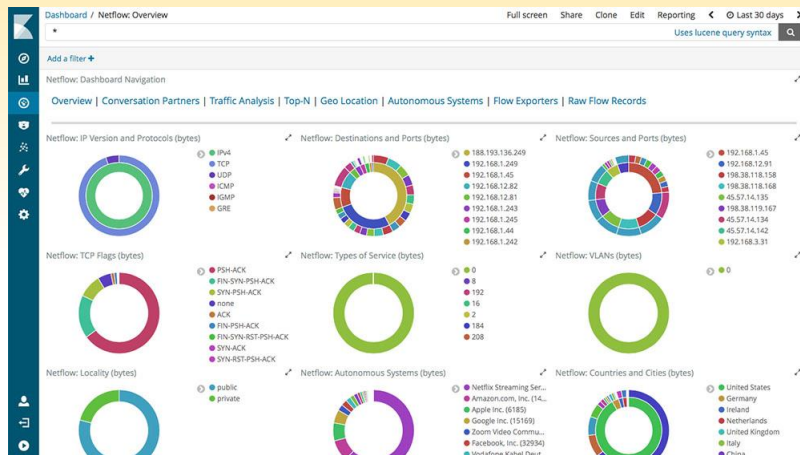 Dashboard / Netflow: Overview
Full screen Share Clone Edit Reporting Last 30 days
*
Uses lucene query syntax
Add a filter +
Netflow: Dashboard Navigation
Overview | Conversation Partners | Traffic Analysis | Top-N | Geo Location | Autonomous Systems | Flow Exporters | Raw Flow Records
Netflow: IP Version and Protocols (bytes)
IPv4
TCP
UDP
ICMP
IGMP
GRE
Netflow: Destinations and Ports (bytes)
188.193.136.249
192.168.1.249
192.168.1.45
192.168.12.82
192.168.12.81
192.168.1.243
192.168.1.245
192.168.1.44
192.168.1.242
Netflow: Sources and Ports (bytes)
192.168.1.45
192.168.12.91
198.38.118.158
198.38.118.168
45.57.14.135
198.38.119.167
45.57.14.134
45.57.14.142
192.168.3.31
Netflow: TCP Flags (bytes)
PSH-ACK
FIN-SYN-PSH-ACK
SYN-PSH-ACK
none
ACK
FIN-PSH-ACK
FIN-SYN-RST-PSH-ACK
SYN-ACK
SYN-RST-PSH-ACK
Netflow: Types of Service (bytes)
0
8
192
16
2
184
208
Netflow: VLANs (bytes)
0
Netflow: Locality (bytes)
public
private
Netflow: Autonomous Systems (bytes)
Netflix Streaming Ser...
Amazon.com, Inc. (14...
Apple Inc. (6185)
Google Inc. (15169)
Zoom Video Commu...
Facebook, Inc. (32934)
Vodafone Kabel Deut...
Netflow: Countries and Cities (bytes)
United States
Germany
Ireland
Netherlands
United Kingdom
Italy
China